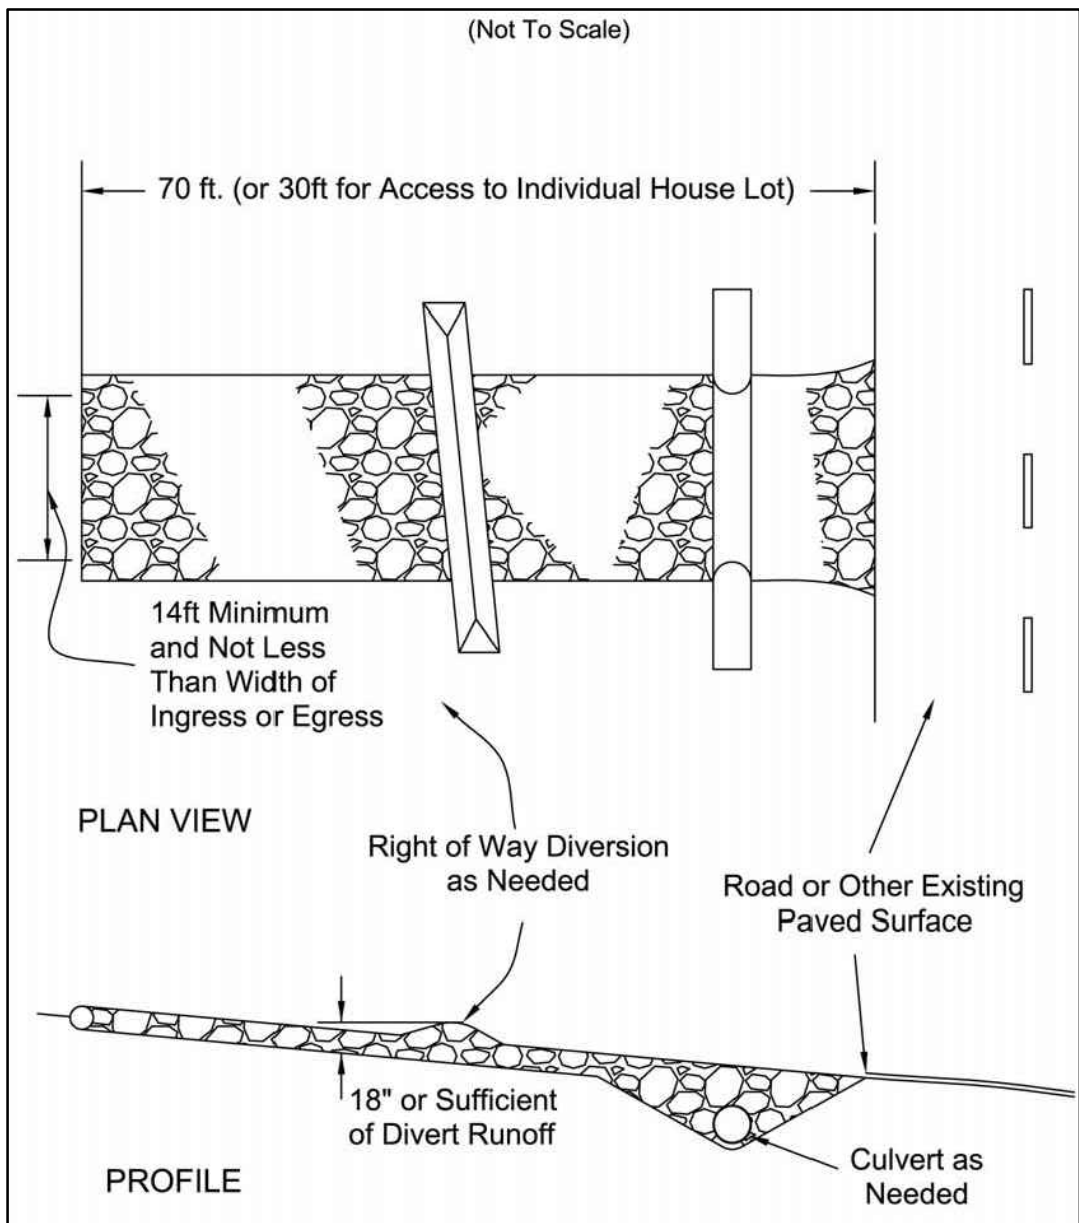 (Not To Scale)
70 ft. (or 30ft for Access to Individual House Lot)
14ft Minimum
and Not Less
Than Width of
Ingress or Egress
PLAN VIEW
Right of Way Diversion
as Needed
Road or Other Existing
Paved Surface
18" or Sufficient
of Divert Runoff
Culvert as
Needed
PROFILE